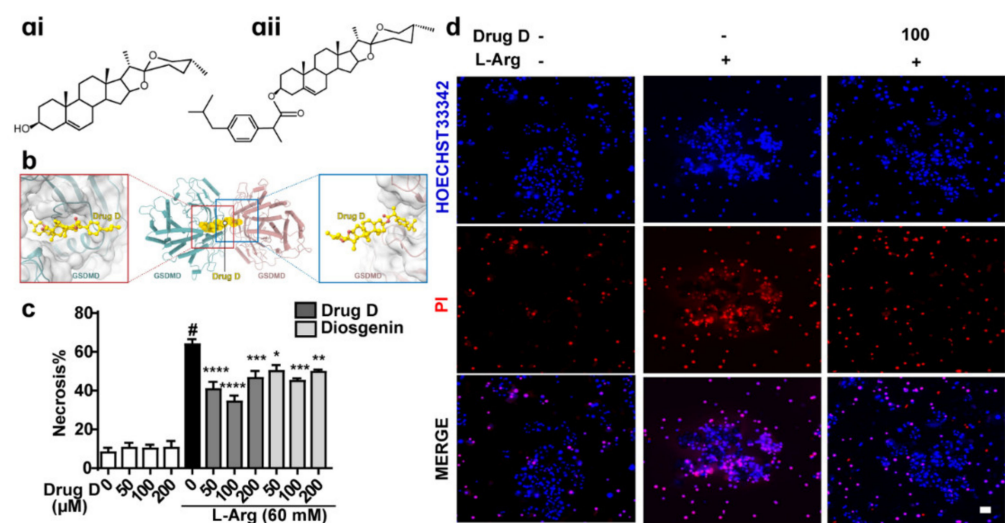 ai
aii
HO
O
O
O
O
O
O
b
Drug D
GSDMD
GSDMD
Drug D
GSDMD
Drug D
GSDMD
c
Drug D
Diosgenin
Necrosis%
80
60
40
20
0
#
**** **** *** * *** **
0 50 100 200 0 50 100 200 50 100 200
Drug D
(µM)
L-Arg (60 mM)
d
Drug D - - 100
L-Arg - + +
HOECHST33342
PI
MERGE